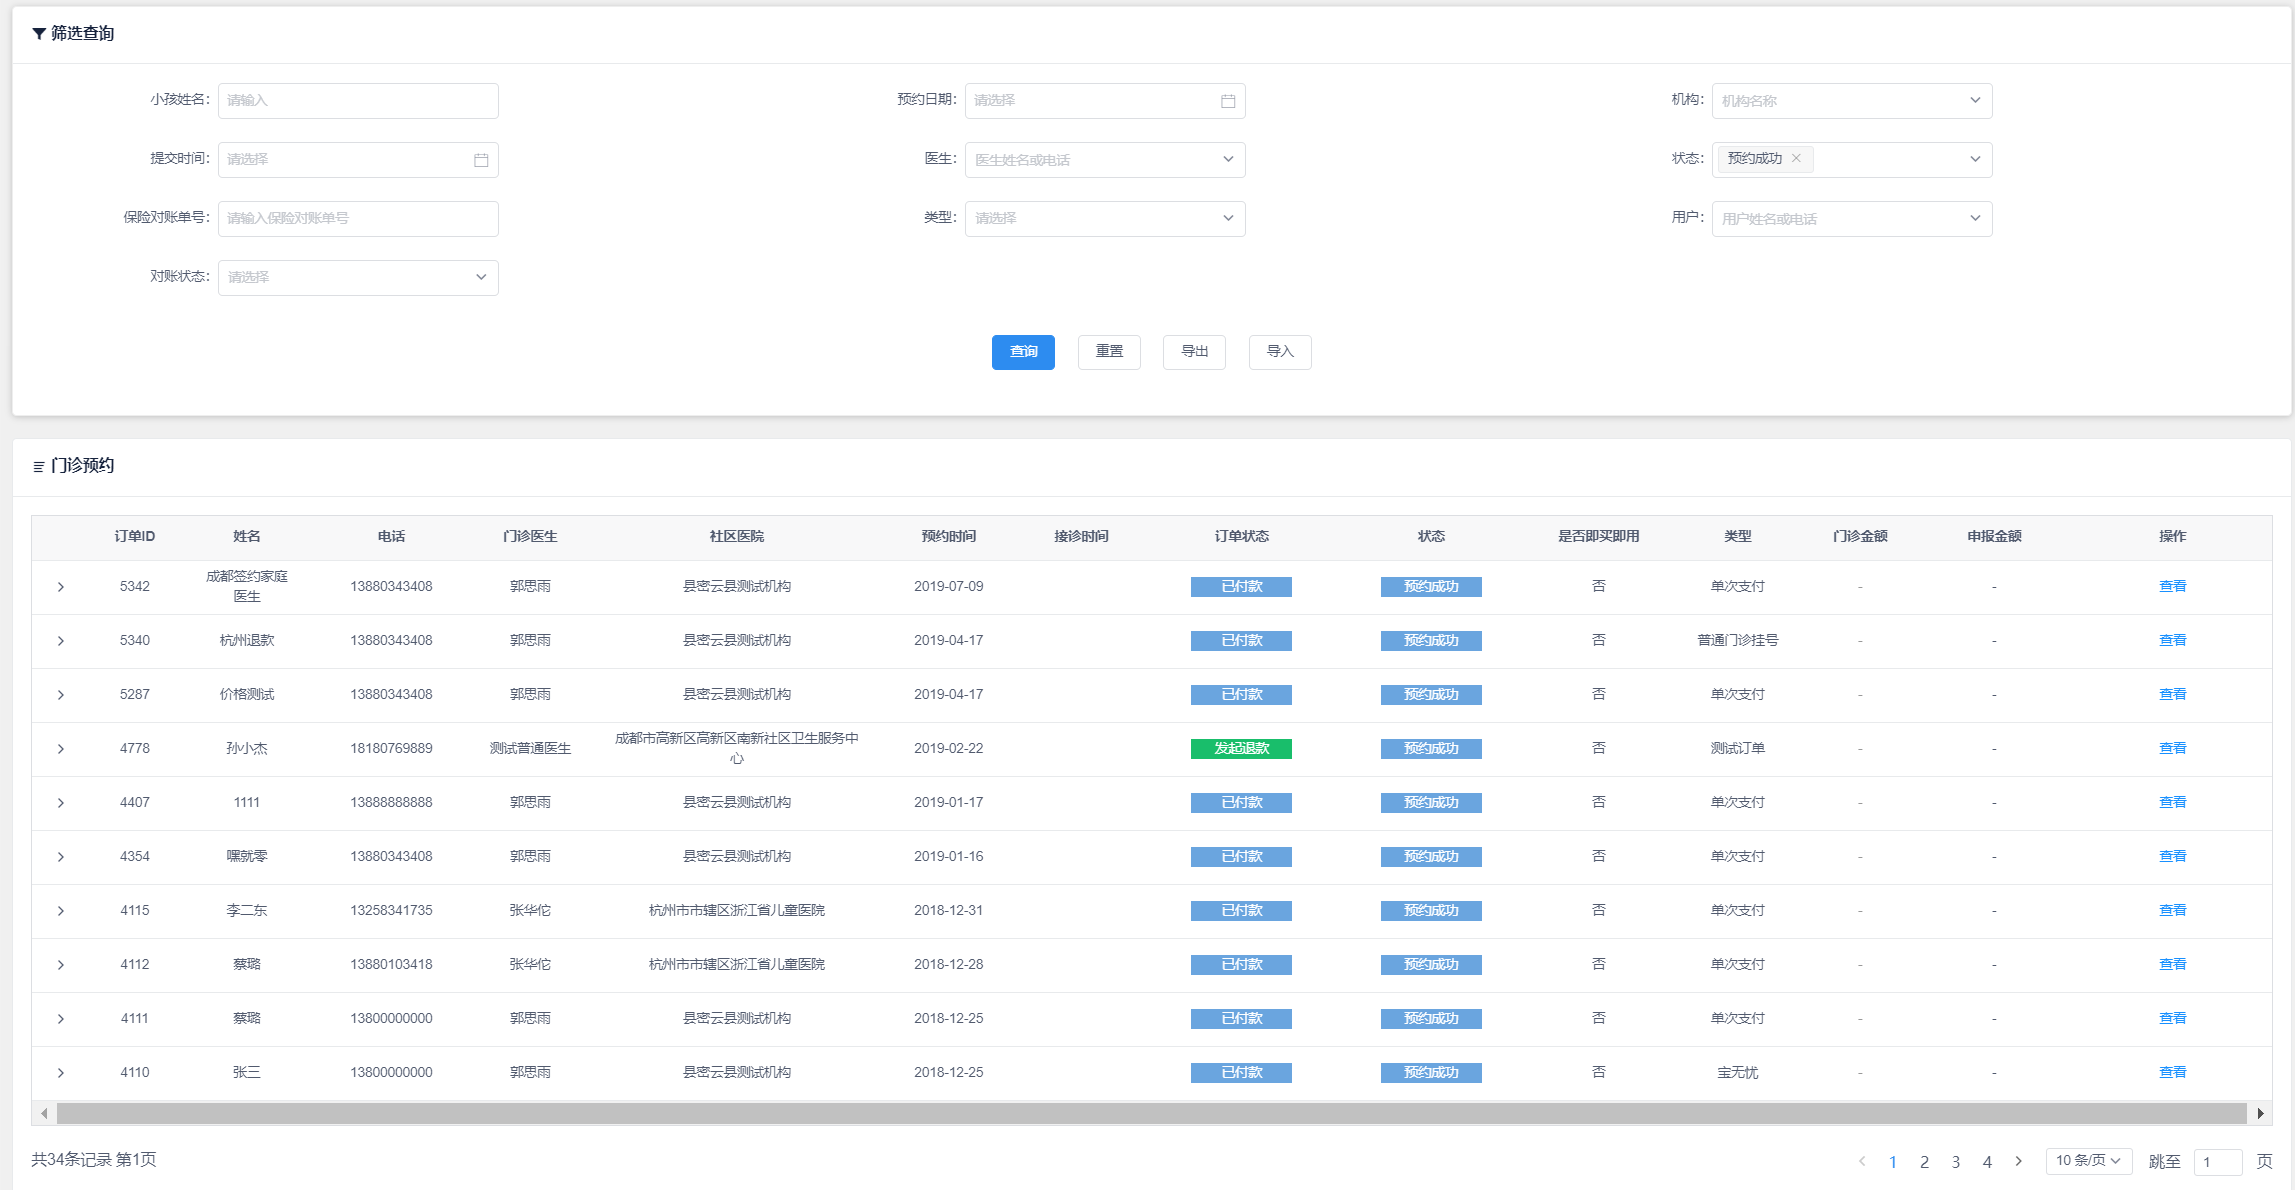 筛选查询
小孩姓名: 请输入 预约日期: 请选择 机构: 机构名称
提交时间: 请选择 医生: 医生姓名或电话 状态: 预约成功
保险对账单号: 请输入保险对账单号 类型: 请选择 用户: 用户姓名或电话
对账状态: 请选择
查询 重置 导出 导入
门诊预约
订单ID 姓名 电话 门诊医生 社区医院 预约时间 接诊时间 订单状态 状态 是否即买即用 类型 门诊金额 申报金额 操作
5342 成都签约家庭医生 13880343408 郭思雨 县密云县测试机构 2019-07-09 已付款 预约成功 否 单次支付 - - 查看
5340 杭州退款 13880343408 郭思雨 县密云县测试机构 2019-04-17 已付款 预约成功 否 普通门诊挂号 - - 查看
5287 价格测试 13880343408 郭思雨 县密云县测试机构 2019-04-17 已付款 预约成功 否 单次支付 - - 查看
4778 孙小杰 18180769889 测试普通医生 成都市高新区高新区南新社区卫生服务中心 2019-02-22 发起退款 预约成功 否 测试订单 - - 查看
4407 1111 13888888888 郭思雨 县密云县测试机构 2019-01-17 已付款 预约成功 否 单次支付 - - 查看
4354 嘿就零 13880343408 郭思雨 县密云县测试机构 2019-01-16 已付款 预约成功 否 单次支付 - - 查看
4115 李二东 13258341735 张华佗 杭州市市辖区浙江省儿童医院 2018-12-31 已付款 预约成功 否 单次支付 - - 查看
4112 蔡璐 13880103418 张华佗 杭州市市辖区浙江省儿童医院 2018-12-28 已付款 预约成功 否 单次支付 - - 查看
4111 蔡璐 13800000000 郭思雨 县密云县测试机构 2018-12-25 已付款 预约成功 否 单次支付 - - 查看
4110 张三 13800000000 郭思雨 县密云县测试机构 2018-12-25 已付款 预约成功 否 宝无忧 - - 查看
共34条记录 第1页 1 2 3 4 10 条/页 跳至 1 页